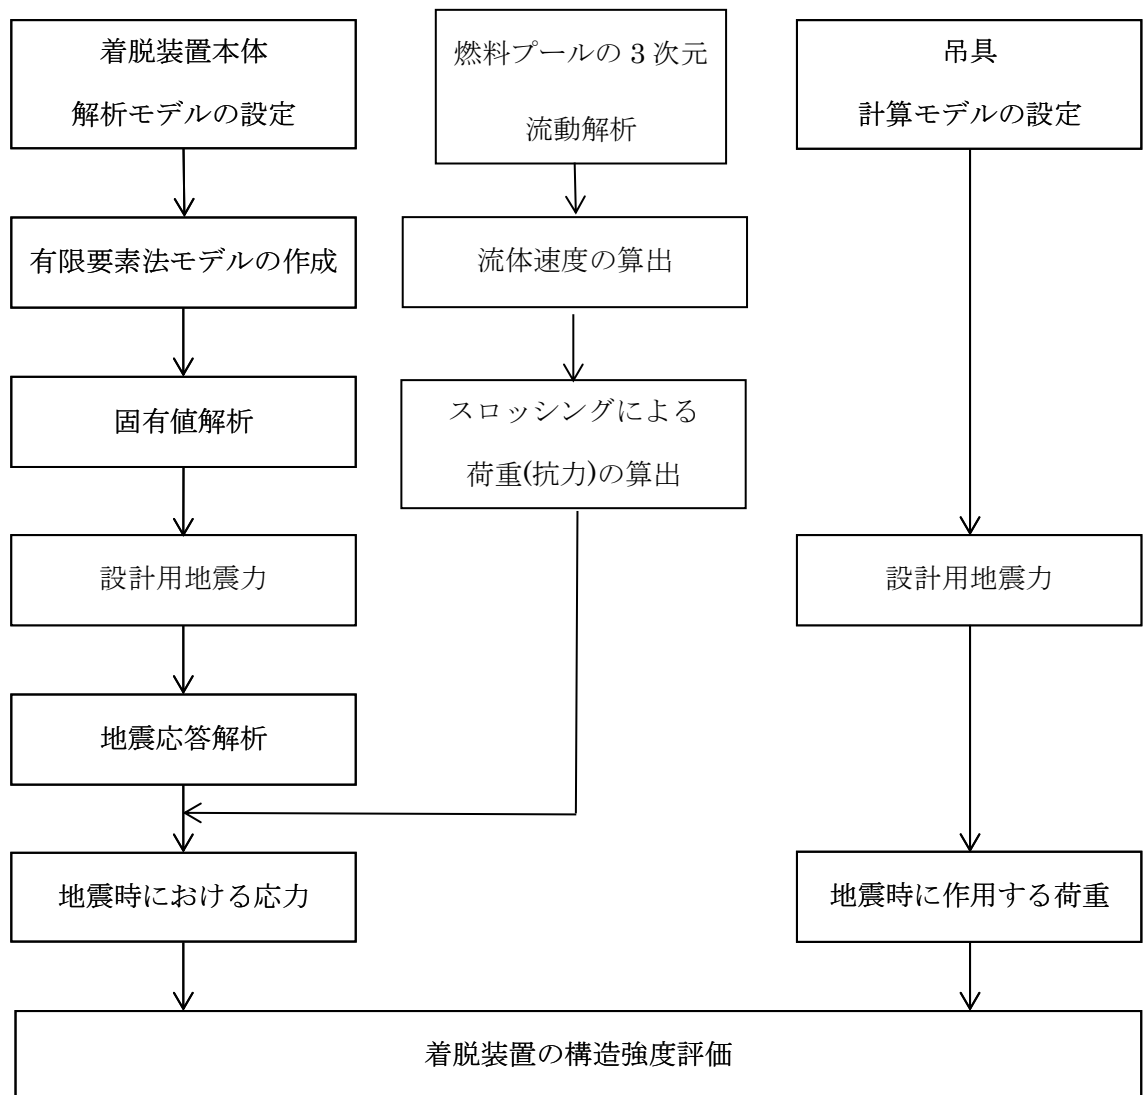 着脱装置本体
解析モデルの設定
有限要素法モデルの作成
固有値解析
設計用地震力
地震応答解析
地震時における応力
燃料プールの 3 次元
流動解析
流体速度の算出
スロッシングによる
荷重(抗力)の算出
吊具
計算モデルの設定
設計用地震力
地震時に作用する荷重
着脱装置の構造強度評価